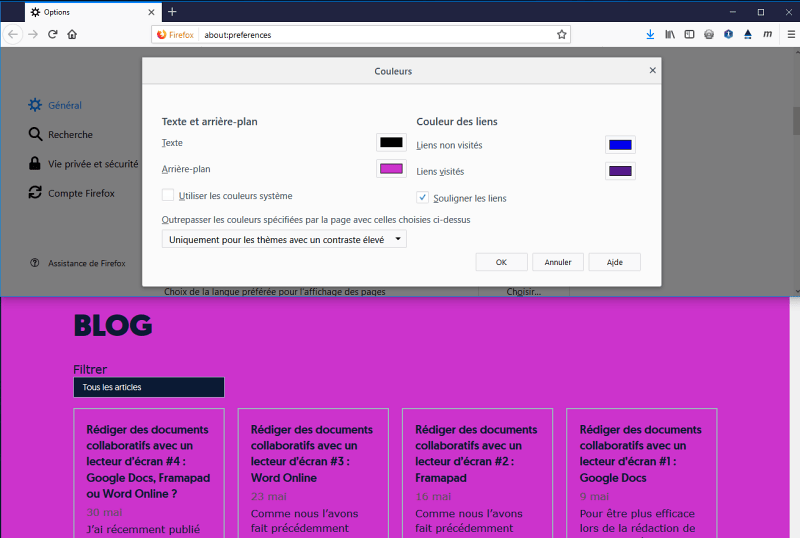 Options
Firefox
about:preferences
Couleurs
Général
Recherche
Vie privée et sécurité
Compte Firefox
Assistance de Firefox
Texte et arrière-plan
Texte
Arrière-plan
Utiliser les couleurs système
Couleur des liens
Liens non visités
Liens visités
Souligner les liens
Outrepasser les couleurs spécifiées par la page avec celles choisies ci-dessus
Uniquement pour les thèmes avec un contraste élevé
OK
Annuler
Aide
Choix de la langue préférée pour l'affichage des pages
Choisir...
BLOG
Filtrer
Tous les articles
Rédiger des documents
collaboratifs avec un
lecteur d'écran #4 :
Google Docs, Framapad
ou Word Online ?
30 mai
J'ai récemment publié
Rédiger des documents
collaboratifs avec un
lecteur d'écran #3 :
Word Online
23 mai
Comme nous l'avons
fait précédemment
Rédiger des documents
collaboratifs avec un
lecteur d'écran #2 :
Framapad
16 mai
Comme nous l'avons
fait précédemment
Rédiger des documents
collaboratifs avec un
lecteur d'écran #1 :
Google Docs
9 mai
Pour être plus efficace
lors de la rédaction de